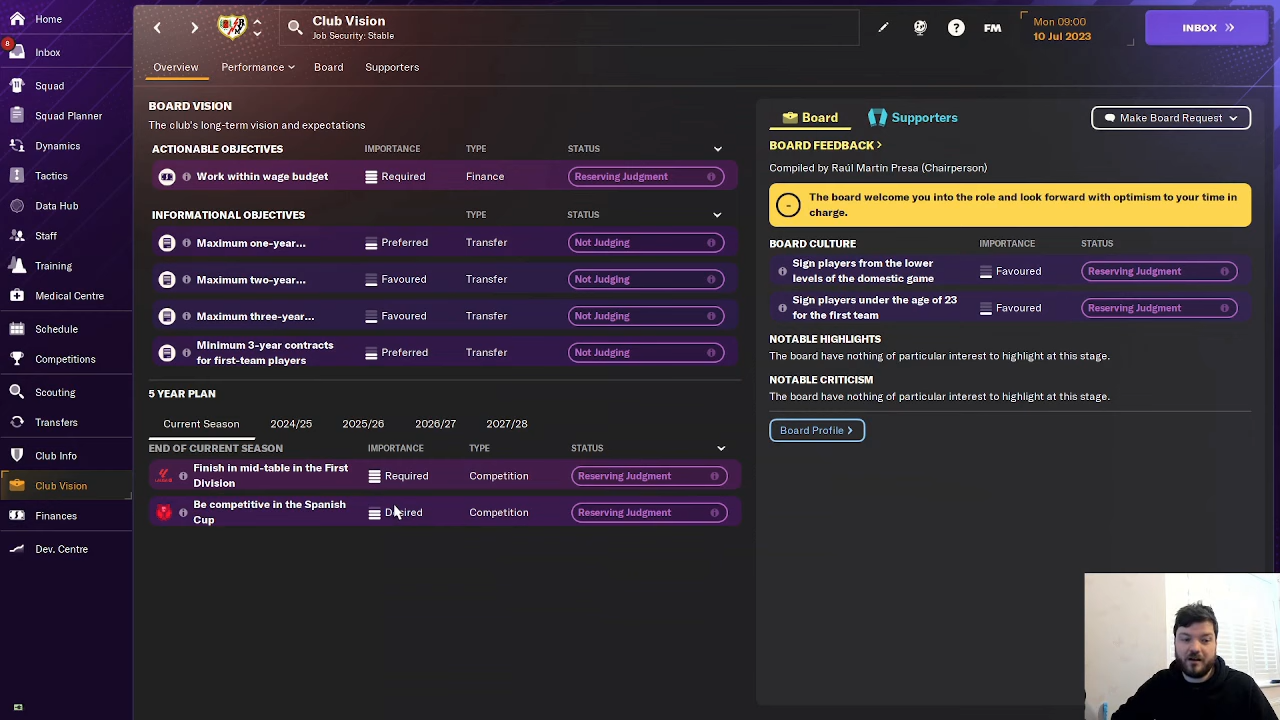 Home
8
Inbox
Squad
Squad Planner
Dynamics
Tactics
Data Hub
Staff
Training
Medical Centre
Schedule
Competitions
Scouting
Transfers
Club Info
Club Vision
Finances
Dev. Centre
Club Vision
Job Security: Stable
?
FM
Mon 09:00
10 Jul 2023
INBOX
Overview
Performance
Board
Supporters
BOARD VISION
The club's long-term vision and expectations
ACTIONABLE OBJECTIVES IMPORTANCE TYPE STATUS
Work within wage budget Required Finance Reserving Judgment
INFORMATIONAL OBJECTIVES TYPE STATUS
Maximum one-year... Preferred Transfer Not Judging
Maximum two-year... Favoured Transfer Not Judging
Maximum three-year... Favoured Transfer Not Judging
Minimum 3-year contracts
for first-team players Preferred Transfer Not Judging
5 YEAR PLAN
Current Season 2024/25 2025/26 2026/27 2027/28
END OF CURRENT SEASON IMPORTANCE TYPE STATUS
Finish in mid-table in the First
Division Required Competition Reserving Judgment
Be competitive in the Spanish
Cup Desired Competition Reserving Judgment
Board Supporters
Make Board Request
BOARD FEEDBACK >
Compiled by Raúl Martín Presa (Chairperson)
The board welcome you into the role and look forward with optimism to your time in
charge.
BOARD CULTURE IMPORTANCE STATUS
Sign players from the lower
levels of the domestic game Favoured Reserving Judgment
Sign players under the age of 23
for the first team Favoured Reserving Judgment
NOTABLE HIGHLIGHTS
The board have nothing of particular interest to highlight at this stage.
NOTABLE CRITICISM
The board have nothing of particular interest to highlight at this stage.
Board Profile >